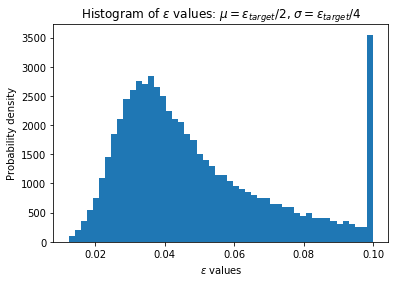 Histogram of ε values: μ = ε_target/2, σ = ε_target/4
Probability density
3500
3000
2500
2000
1500
1000
500
0
0.02 0.04 0.06 0.08 0.10
ε values